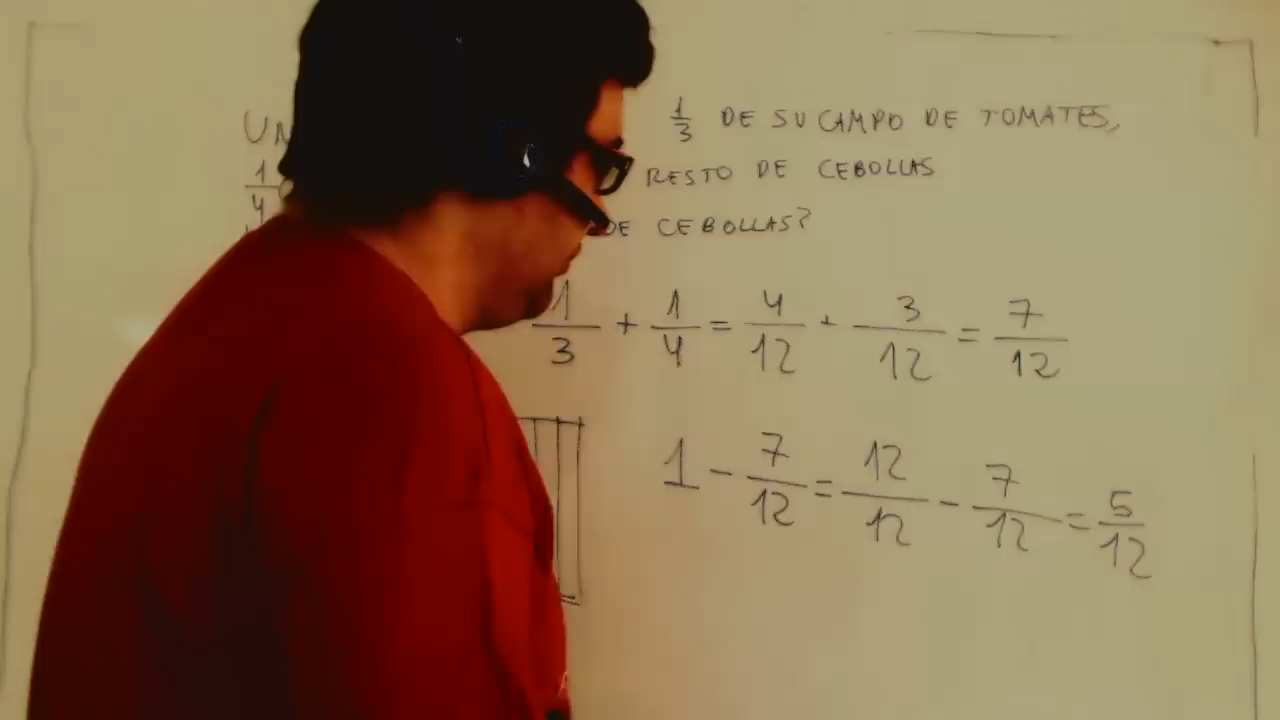 UN 1/3 DE SU CAMPO DE TOMATES,
1/4 RESTO DE CEBOLLAS
DE CEBOLLAS?
1/3 + 1/4 = 4/12 + 3/12 = 7/12
1 - 7/12 = 12/12 - 7/12 = 5/12